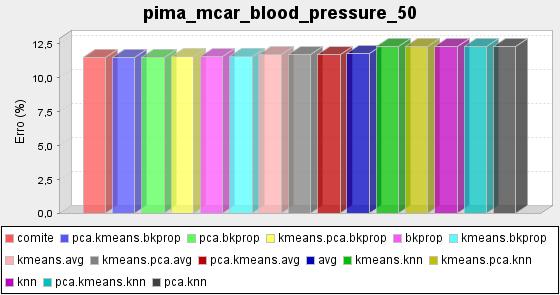 pima_mcar_blood_pressure_50
Erro (%)
12,5
10,0
7,5
5,0
2,5
0,0
comite pca.kmeans.bkprop pca.bkprop kmeans.pca.bkprop bkprop kmeans.bkprop
kmeans.avg kmeans.pca.avg pca.kmeans.avg avg kmeans.knn kmeans.pca.knn
knn pca.kmeans.knn pca.knn